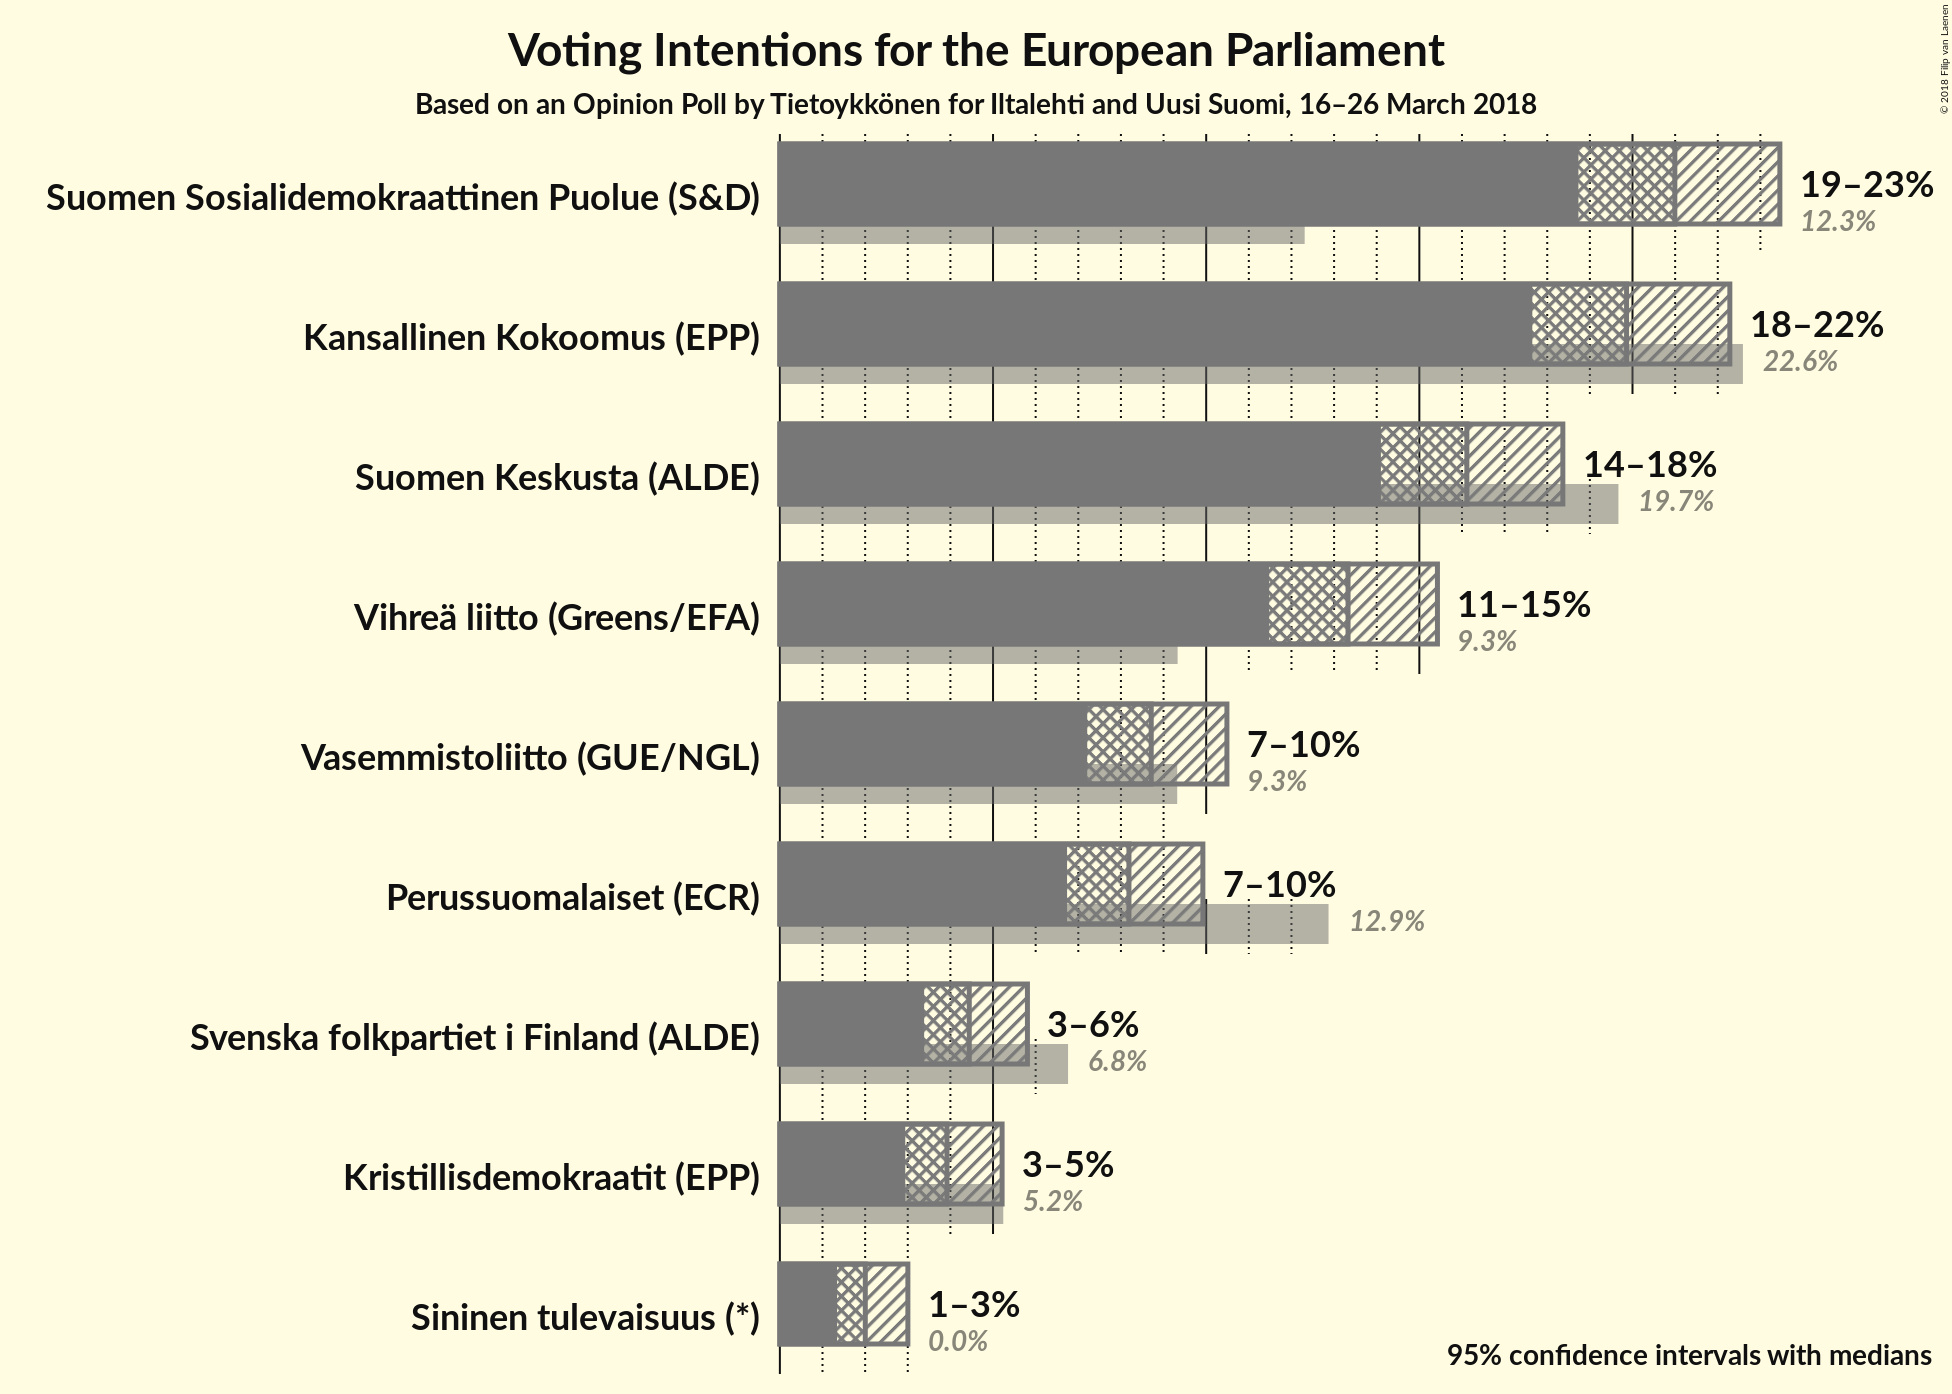 Voting Intentions for the European Parliament
Based on an Opinion Poll by Tietoykkönen for Iltalehti and Uusi Suomi, 16–26 March 2018
© 2018 Filip van Laenen
Suomen Sosialidemokraattinen Puolue (S&D)
19–23%
12.3%
Kansallinen Kokoomus (EPP)
18–22%
22.6%
Suomen Keskusta (ALDE)
14–18%
19.7%
Vihreä liitto (Greens/EFA)
11–15%
9.3%
Vasemmistoliitto (GUE/NGL)
7–10%
9.3%
Perussuomalaiset (ECR)
7–10%
12.9%
Svenska folkpartiet i Finland (ALDE)
3–6%
6.8%
Kristillisdemokraatit (EPP)
3–5%
5.2%
Sininen tulevaisuus (*)
1–3%
0.0%
95% confidence intervals with medians